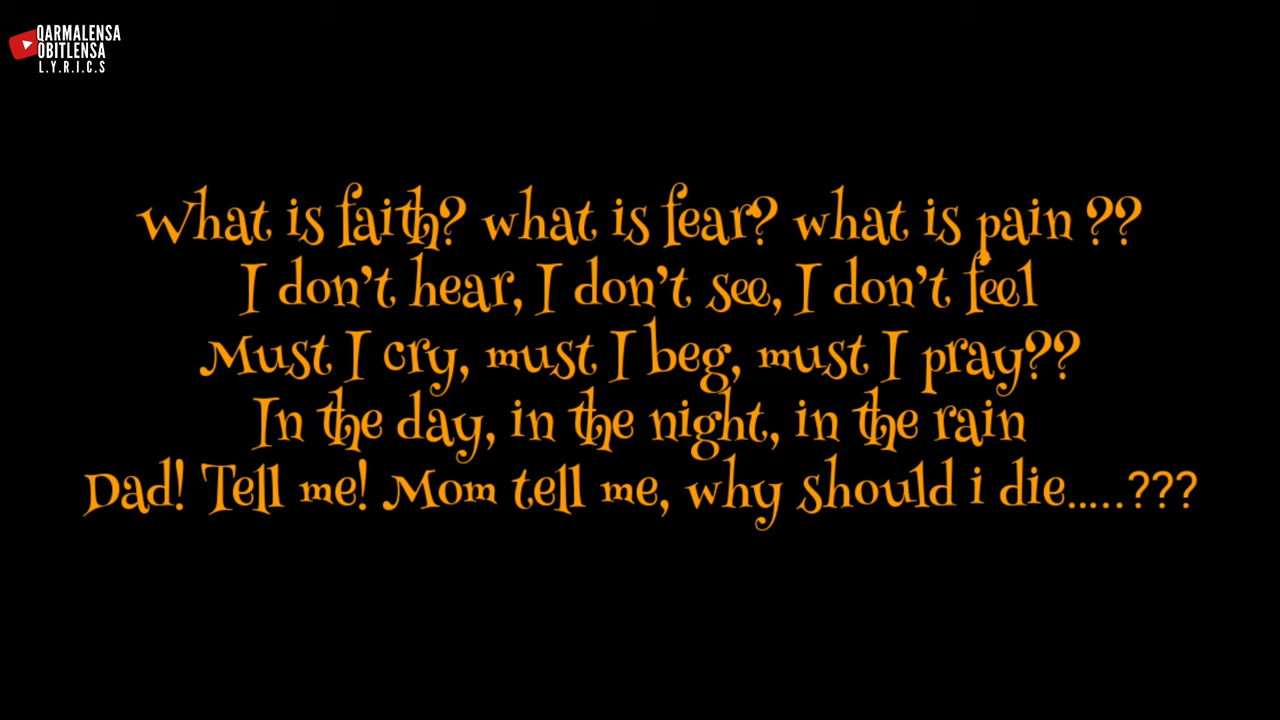 QARMALENSA
OBITLENSA
L.Y.R.I.C.S
What is faith? what is fear? what is pain ??
I don't hear, I don't see, I don't feel
Must I cry, must I beg, must I pray??
In the day, in the night, in the rain
Dad! Tell me! Mom tell me, why should i die.....???